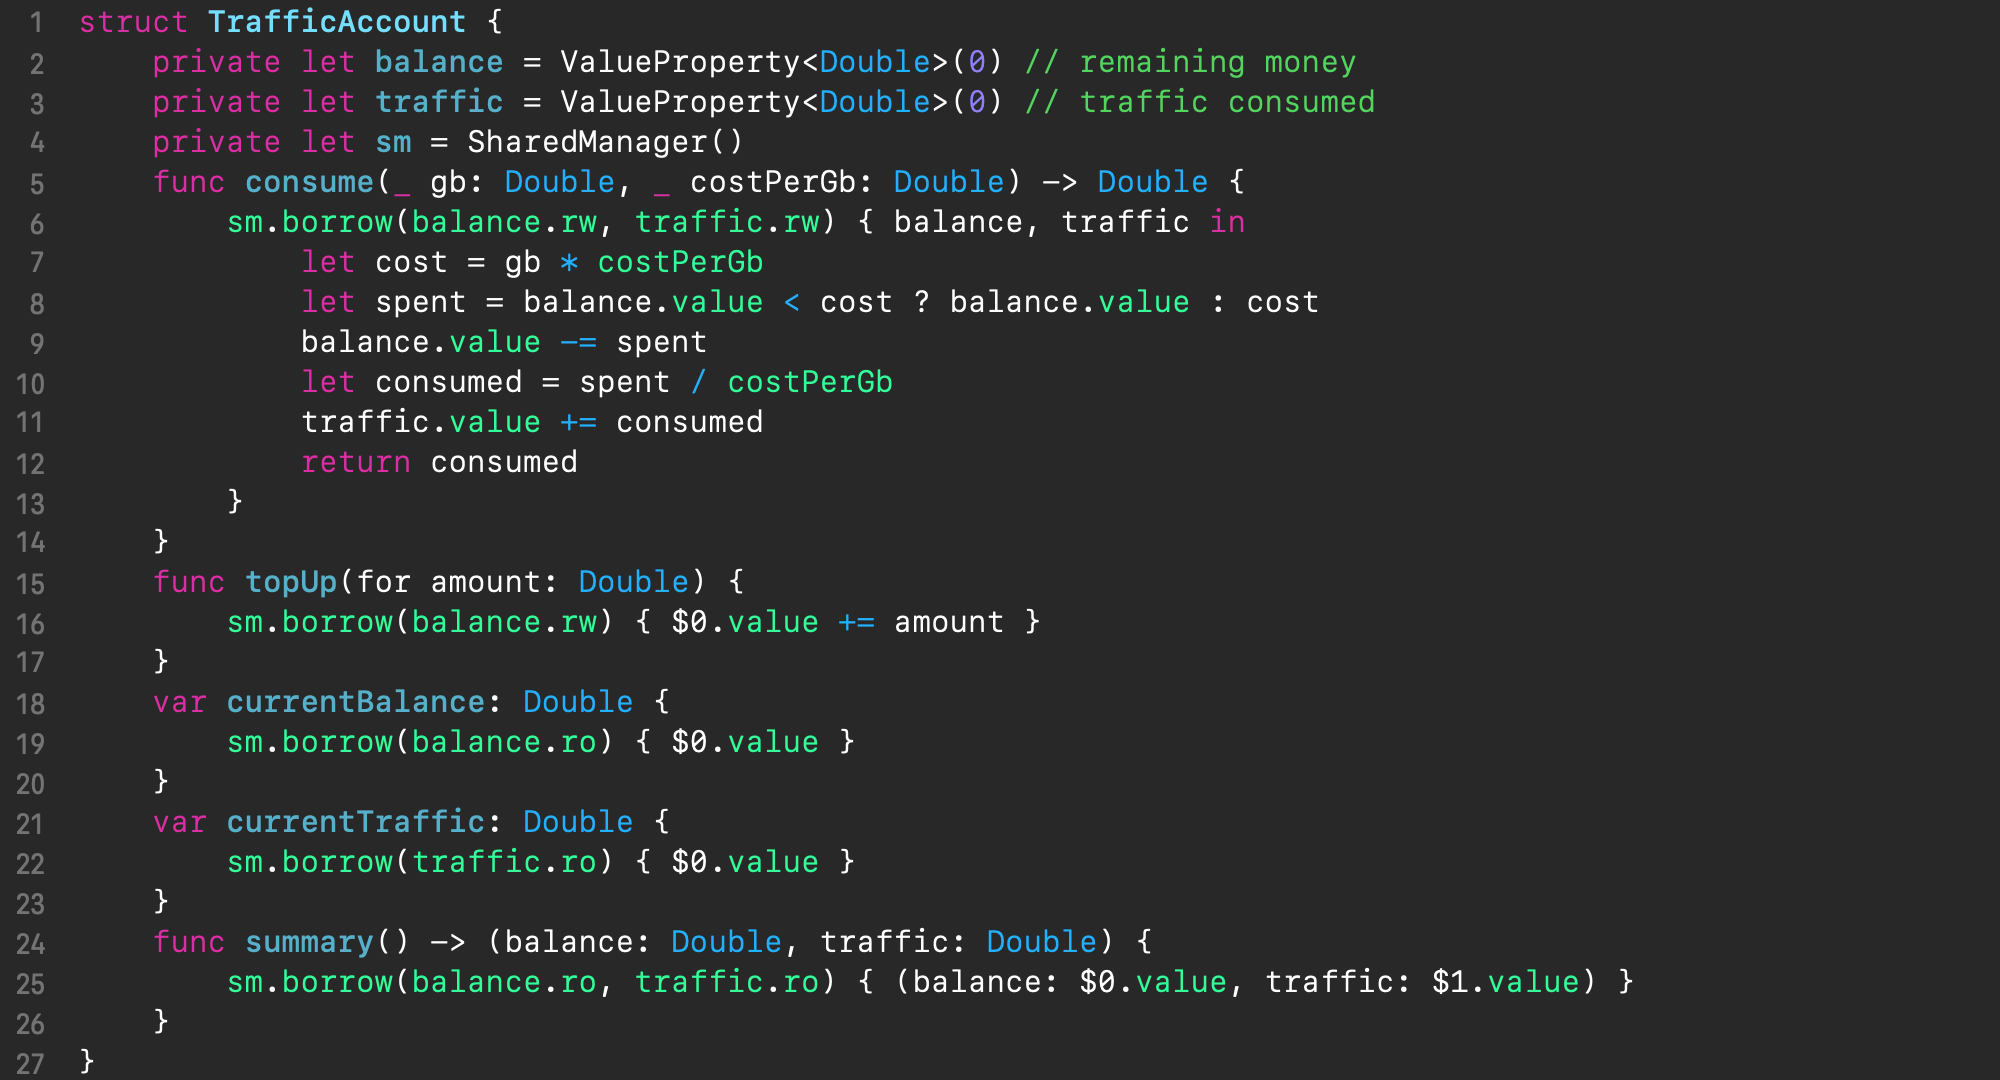 1 struct TrafficAccount {
2 private let balance = ValueProperty<Double>(0) // remaining money
3 private let traffic = ValueProperty<Double>(0) // traffic consumed
4 private let sm = SharedManager()
5 func consume(_ gb: Double, _ costPerGb: Double) -> Double {
6 sm.borrow(balance.rw, traffic.rw) { balance, traffic in
7 let cost = gb * costPerGb
8 let spent = balance.value < cost ? balance.value : cost
9 balance.value -= spent
10 let consumed = spent / costPerGb
11 traffic.value += consumed
12 return consumed
13 }
14 }
15 func topUp(for amount: Double) {
16 sm.borrow(balance.rw) { $0.value += amount }
17 }
18 var currentBalance: Double {
19 sm.borrow(balance.ro) { $0.value }
20 }
21 var currentTraffic: Double {
22 sm.borrow(traffic.ro) { $0.value }
23 }
24 func summary() -> (balance: Double, traffic: Double) {
25 sm.borrow(balance.ro, traffic.ro) { (balance: $0.value, traffic: $1.value) }
26 }
27 }